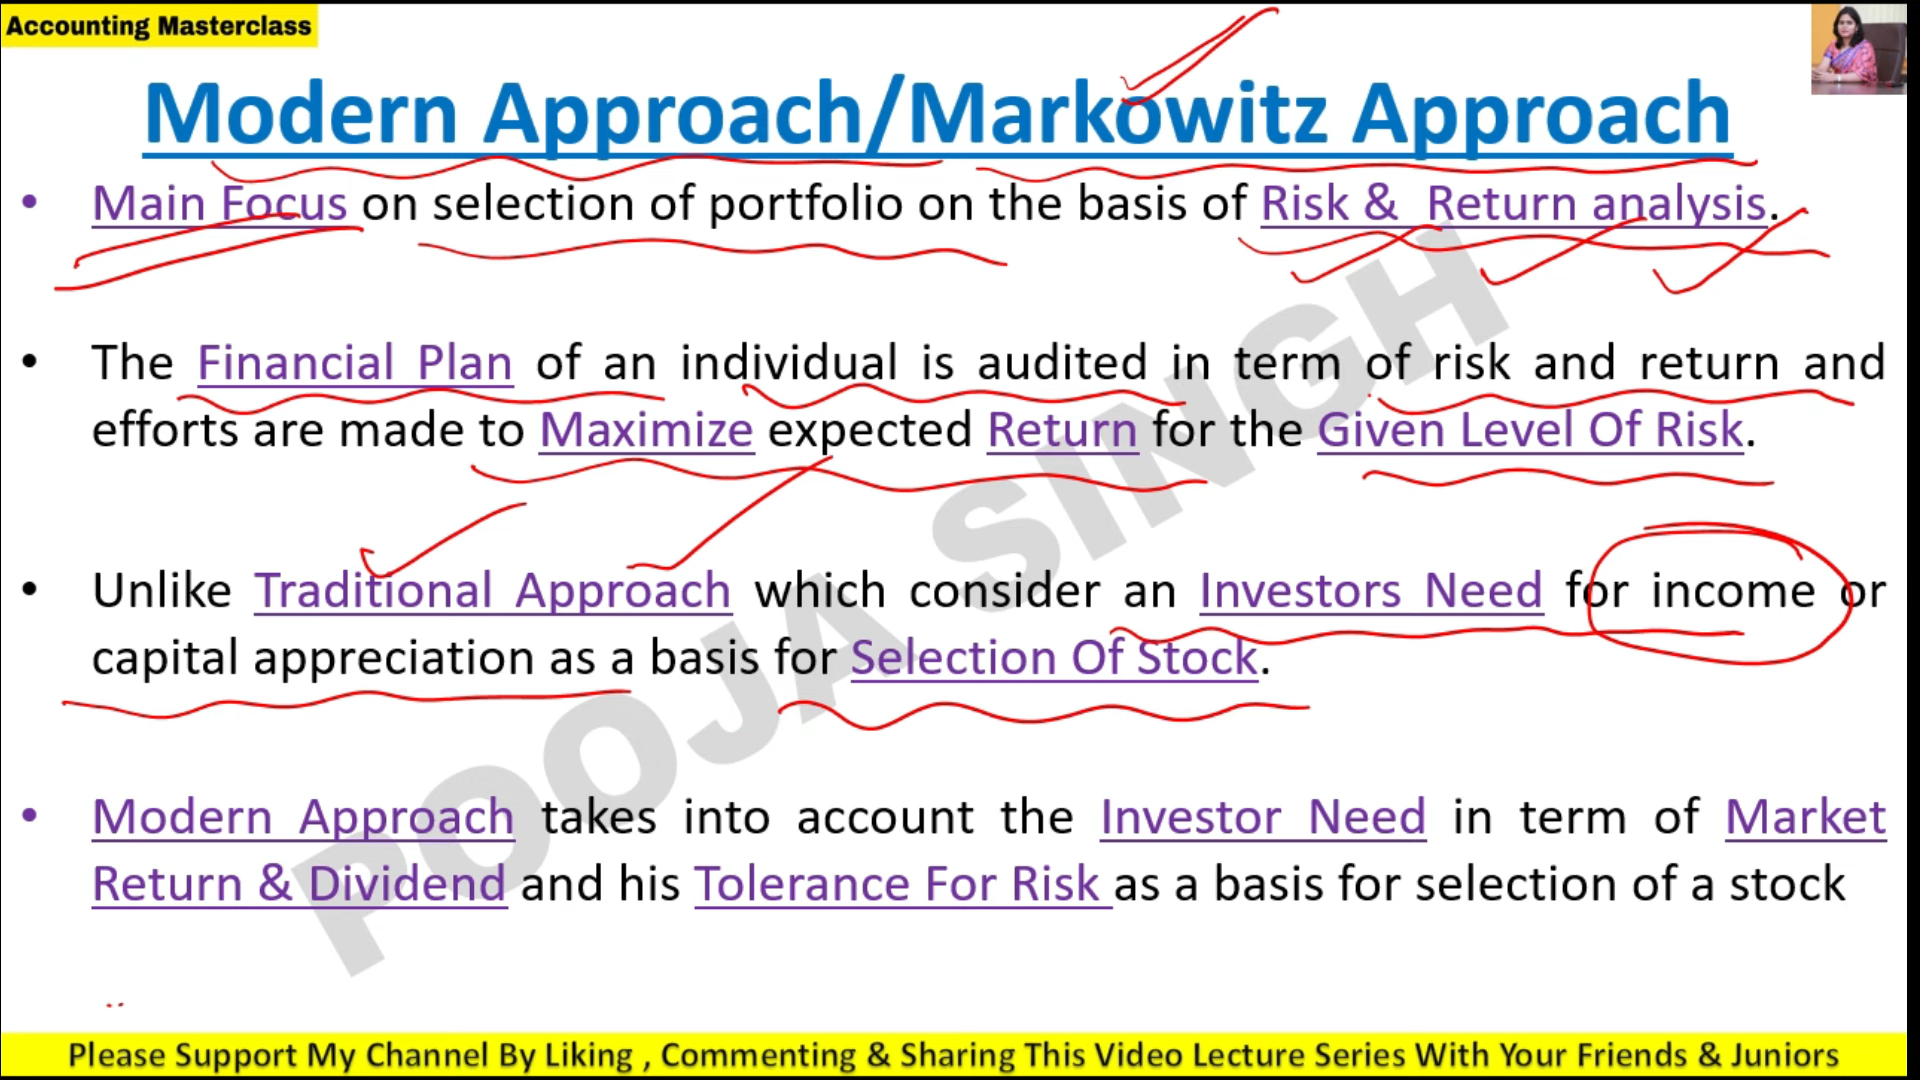 Accounting Masterclass
Modern Approach/Markowitz Approach
• Main Focus on selection of portfolio on the basis of Risk & Return analysis.
• The Financial Plan of an individual is audited in term of risk and return and
efforts are made to Maximize expected Return for the Given Level Of Risk.
• Unlike Traditional Approach which consider an Investors Need for income or
capital appreciation as a basis for Selection Of Stock.
• Modern Approach takes into account the Investor Need in term of Market
Return & Dividend and his Tolerance For Risk as a basis for selection of a stock
POOJA SINGH
Please Support My Channel By Liking , Commenting & Sharing This Video Lecture Series With Your Friends & Juniors